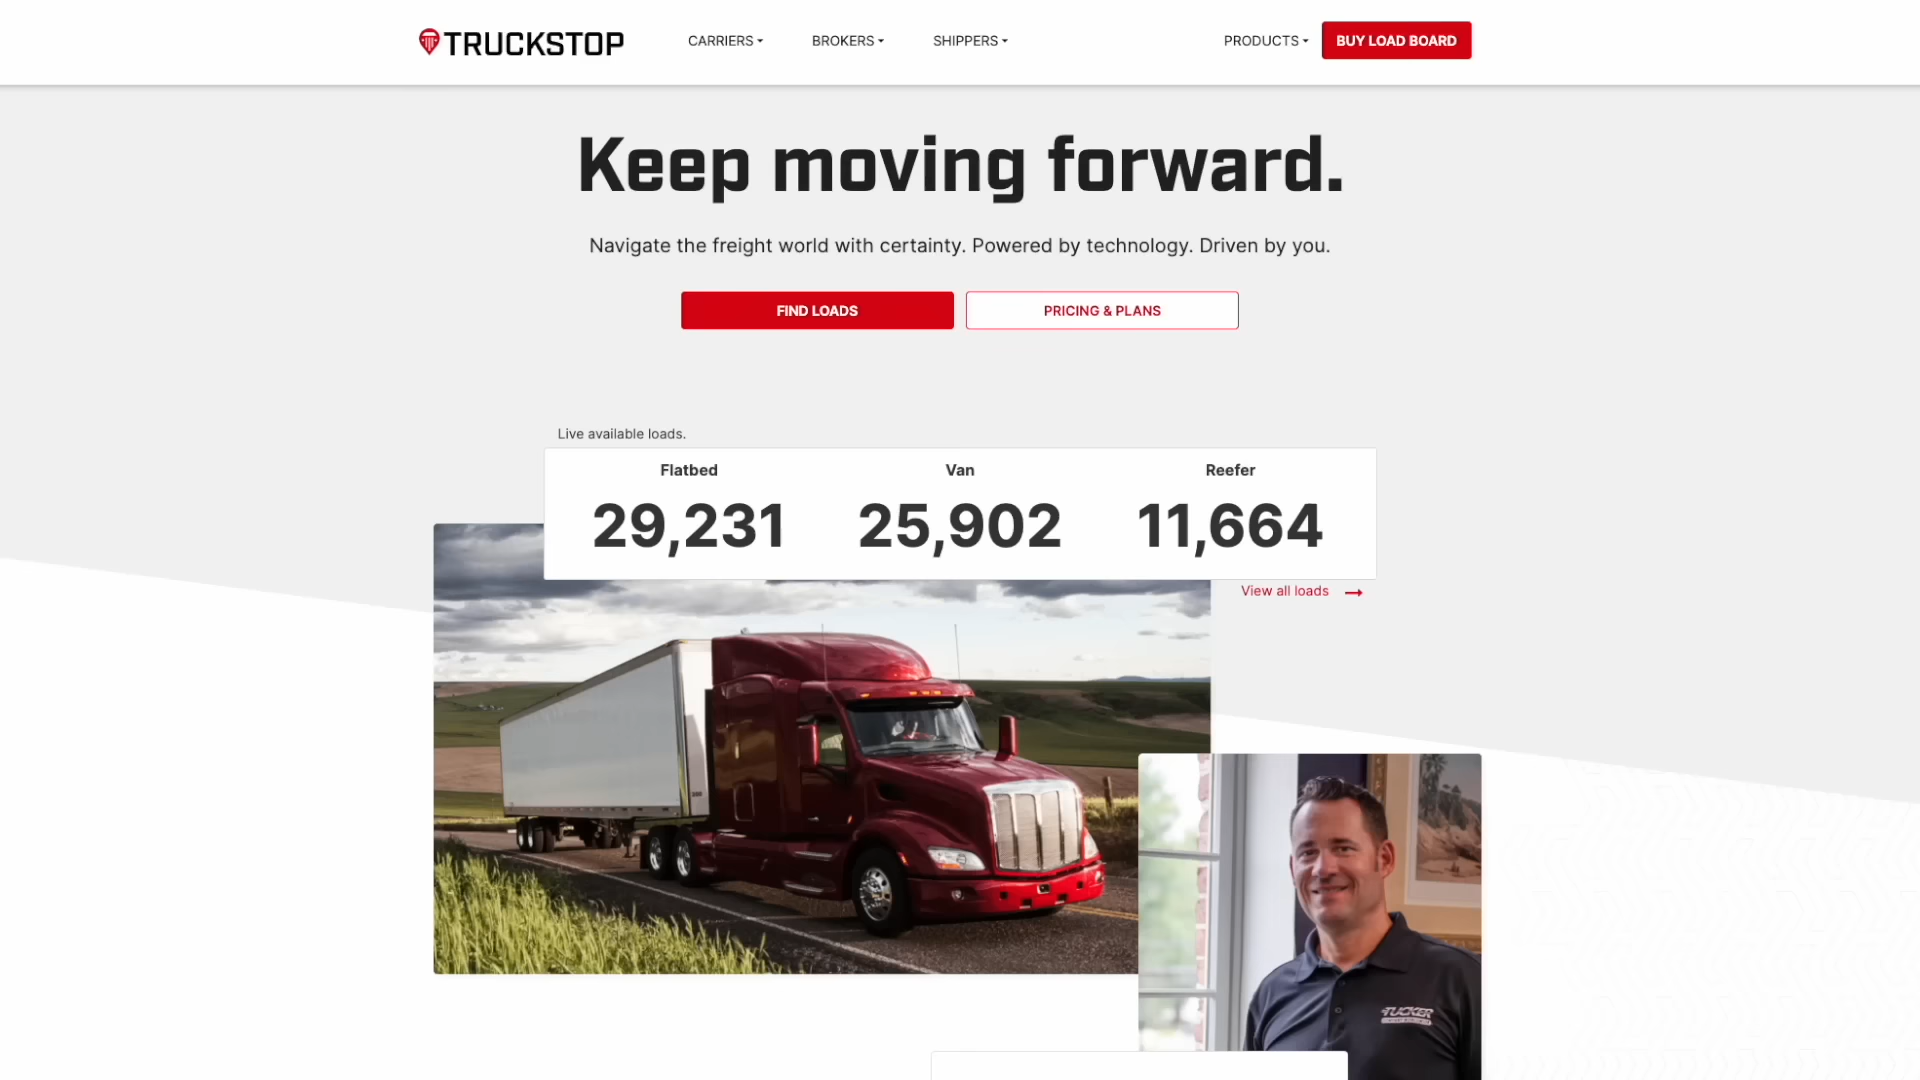 TRUCKSTOP
CARRIERS
BROKERS
SHIPPERS
PRODUCTS
BUY LOAD BOARD
Keep moving forward.
Navigate the freight world with certainty. Powered by technology. Driven by you.
FIND LOADS
PRICING & PLANS
Live available loads.
Flatbed
Van
Reefer
29,231
25,902
11,664
View all loads
TUCKER